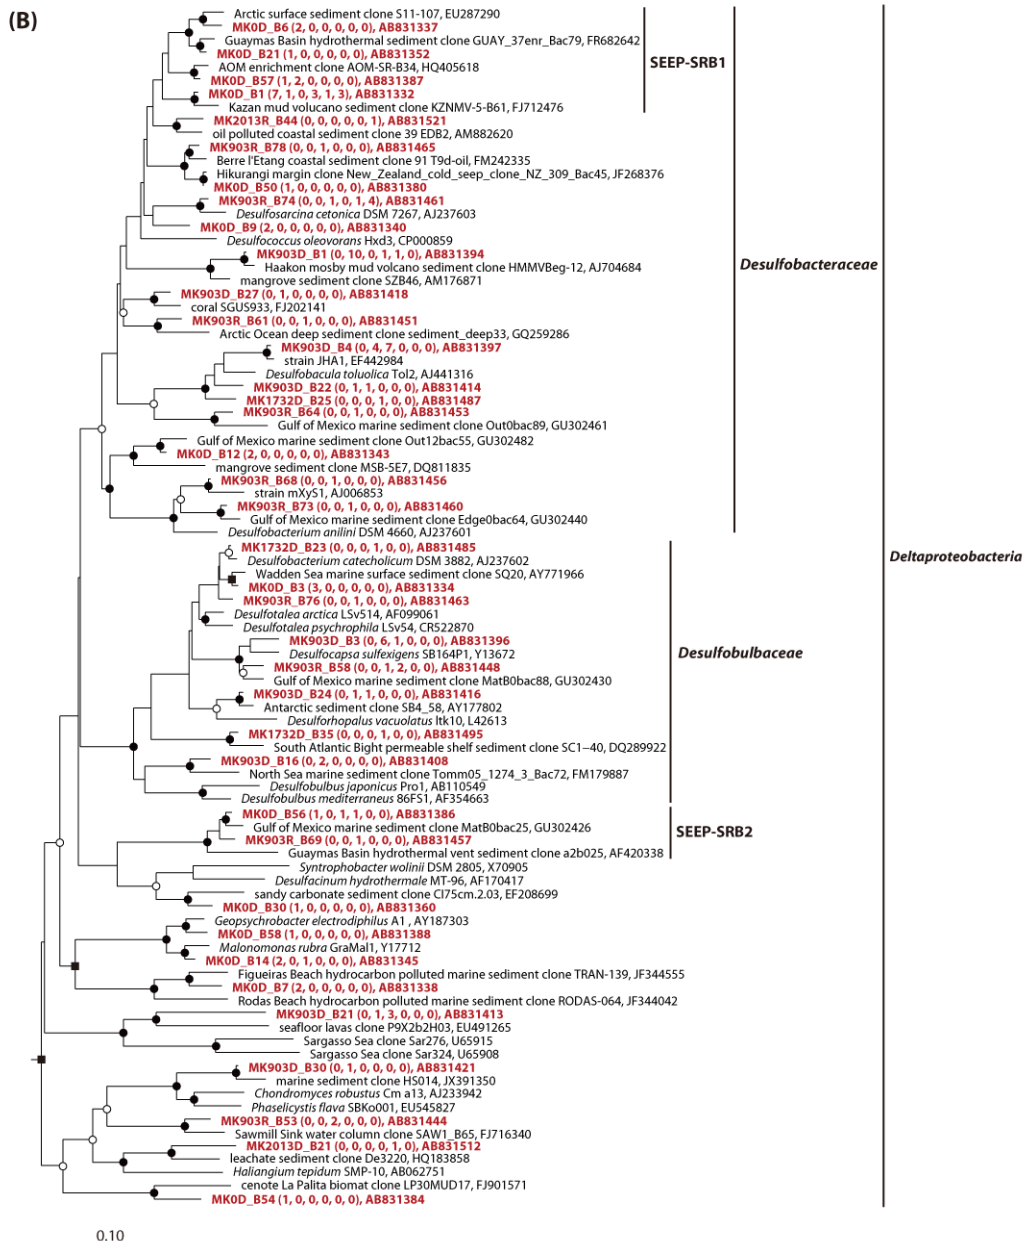 (B)
Arctic surface sediment clone S11-107, EU287290
MK0D_B6 (2, 0, 0, 0, 0, 0), AB831337
Guaymas Basin hydrothermal sediment clone GUAY_37enr_Bac79, FR682642
MK0D_B21 (1, 0, 0, 0, 0, 0), AB831352
SEEP-SRB1
AOM enrichment clone AOM-SR-B34, HQ405618
MK0D_B57 (1, 2, 0, 0, 0, 0), AB831387
MK0D_B1 (7, 1, 0, 3, 1, 3), AB831332
Kazan mud volucano sediment clone KZNMV-5-B61, FJ712476
MK2013R_B44 (0, 0, 0, 0, 0, 1), AB831521
oil polluted coastal sediment clone 39 EDB2, AM882620
MK903R_B78 (0, 0, 1, 0, 0, 0), AB831465
Berre l'Etang coastal sediment clone 91 T9d-oil, FM242335
Hikurangi margin clone New_Zealand_cold_seep_clone_NZ_309_Bac45, JF268376
MK0D_B50 (1, 0, 0, 0, 0, 0), AB831380
MK903R_B74 (0, 0, 1, 0, 1, 4), AB831461
Desulfosarcina cetonica DSM 7267, AJ237603
MK0D_B9 (2, 0, 0, 0, 0, 0), AB831340
Desulfococcus oleovorans Hxd3, CP000859
MK903D_B1 (0, 10, 0, 1, 1, 0), AB831394
Desulfobacteraceae
Haakon mosby mud volcano sediment clone HMMVBeg-12, AJ704684
mangrove sediment clone SZB46, AM176871
MK903D_B27 (0, 1, 0, 0, 0, 0), AB831418
coral SGUS933, FJ202141
MK903R_B61 (0, 0, 1, 0, 0, 0), AB831451
Arctic Ocean deep sediment clone sediment_deep33, GQ259286
MK903D_B4 (0, 4, 7, 0, 0, 0), AB831397
strain JHA1, EF442984
Desulfobacula toluolica Tol2, AJ441316
MK903D_B22 (0, 1, 1, 0, 0, 0), AB831414
MK1732D_B25 (0, 0, 0, 1, 0, 0), AB831487
MK903R_B64 (0, 0, 1, 0, 0, 0), AB831453
Gulf of Mexico marine sediment clone Out0bac89, GU302461
Gulf of Mexico marine sediment clone Out12bac55, GU302482
MK0D_B12 (2, 0, 0, 0, 0, 0), AB831343
mangrove sediment clone MSB-5E7, DQ811835
MK903R_B68 (0, 0, 1, 0, 0, 0), AB831456
strain mXyS1, AJ006853
MK903R_B73 (0, 0, 1, 0, 0, 0), AB831460
Gulf of Mexico marine sediment clone Edge0bac64, GU302440
Desulfobacterium anilini DSM 4660, AJ237601
MK1732D_B23 (0, 0, 0, 1, 0, 0), AB831485
Deltaproteobacteria
Desulfobacterium catecholicum DSM 3882, AJ237602
Wadden Sea marine surface sediment clone SQ20, AY771966
MK0D_B3 (3, 0, 0, 0, 0, 0), AB831334
MK903R_B76 (0, 0, 1, 0, 0, 0), AB831463
Desulfotalea arctica LSv514, AF099061
Desulfotalea psychrophila LSv54, CR522870
MK903D_B3 (0, 6, 1, 0, 0, 0), AB831396
Desulfocapsa sulfexigens SB164P1, Y13672
Desulfobulbaceae
MK903R_B58 (0, 0, 1, 2, 0, 0), AB831448
Gulf of Mexico marine sediment clone MatB0bac88, GU302430
MK903D_B24 (0, 1, 1, 0, 0, 0), AB831416
Antarctic sediment clone SB4_58, AY177802
Desulforhopalus vacuolatus ltk10, L42613
MK1732D_B35 (0, 0, 0, 1, 0, 0), AB831495
South Atlantic Bight permeable shelf sediment clone SC1–40, DQ289922
MK903D_B16 (0, 2, 0, 0, 0, 0), AB831408
North Sea marine sediment clone Tomm05_1274_3_Bac72, FM179887
Desulfobulbus japonicus Pro1, AB110549
Desulfobulbus mediterraneus 86FS1, AF354663
MK0D_B56 (1, 0, 1, 1, 0, 0), AB831386
Gulf of Mexico marine sediment clone MatB0bac25, GU302426
SEEP-SRB2
MK903R_B69 (0, 0, 1, 0, 0, 0), AB831457
Guaymas Basin hydrothermal vent sediment clone a2b025, AF420338
Syntrophobacter wolinii DSM 2805, X70905
Desulfacinum hydrothermale MT-96, AF170417
sandy carbonate sediment clone CI75cm.2.03, EF208699
MK0D_B30 (1, 0, 0, 0, 0, 0), AB831360
Geopsychrobacter electrodiphilus A1 , AY187303
MK0D_B58 (1, 0, 0, 0, 0, 0), AB831388
Malonomonas rubra GraMal1, Y17712
MK0D_B14 (2, 0, 1, 0, 0, 0), AB831345
Figueiras Beach hydrocarbon polluted marine sediment clone TRAN-139, JF344555
MK0D_B7 (2, 0, 0, 0, 0, 0), AB831338
Rodas Beach hydrocarbon polluted marine sediment clone RODAS-064, JF344042
MK903D_B21 (0, 1, 3, 0, 0, 0), AB831413
seafloor lavas clone P9X2b2H03, EU491265
Sargasso Sea clone Sar276, U65915
Sargasso Sea clone Sar324, U65908
MK903D_B30 (0, 1, 0, 0, 0, 0), AB831421
marine sediment clone HS014, JX391350
Chondromyces robustus Cm a13, AJ233942
Phaselicystis flava SBKo001, EU545827
MK903R_B53 (0, 0, 2, 0, 0, 0), AB831444
Sawmill Sink water column clone SAW1_B65, FJ716340
MK2013D_B21 (0, 0, 0, 0, 1, 0), AB831512
leachate sediment clone De3220, HQ183858
Haliangium tepidum SMP-10, AB062751
cenote La Palita biomat clone LP30MUD17, FJ901571
MK0D_B54 (1, 0, 0, 0, 0, 0), AB831384
0.10